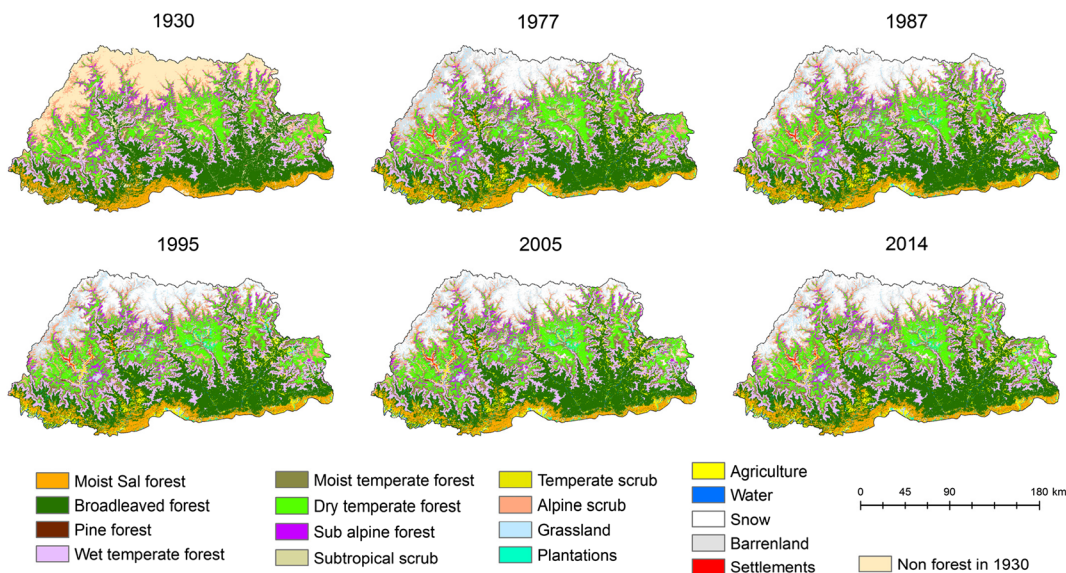 1930
1977
1987
1995
2005
2014
Moist Sal forest
Broadleaved forest
Pine forest
Wet temperate forest
Moist temperate forest
Dry temperate forest
Sub alpine forest
Subtropical scrub
Temperate scrub
Alpine scrub
Grassland
Plantations
Agriculture
Water
Snow
Barrenland
Settlements
0 45 90 180 km
Non forest in 1930